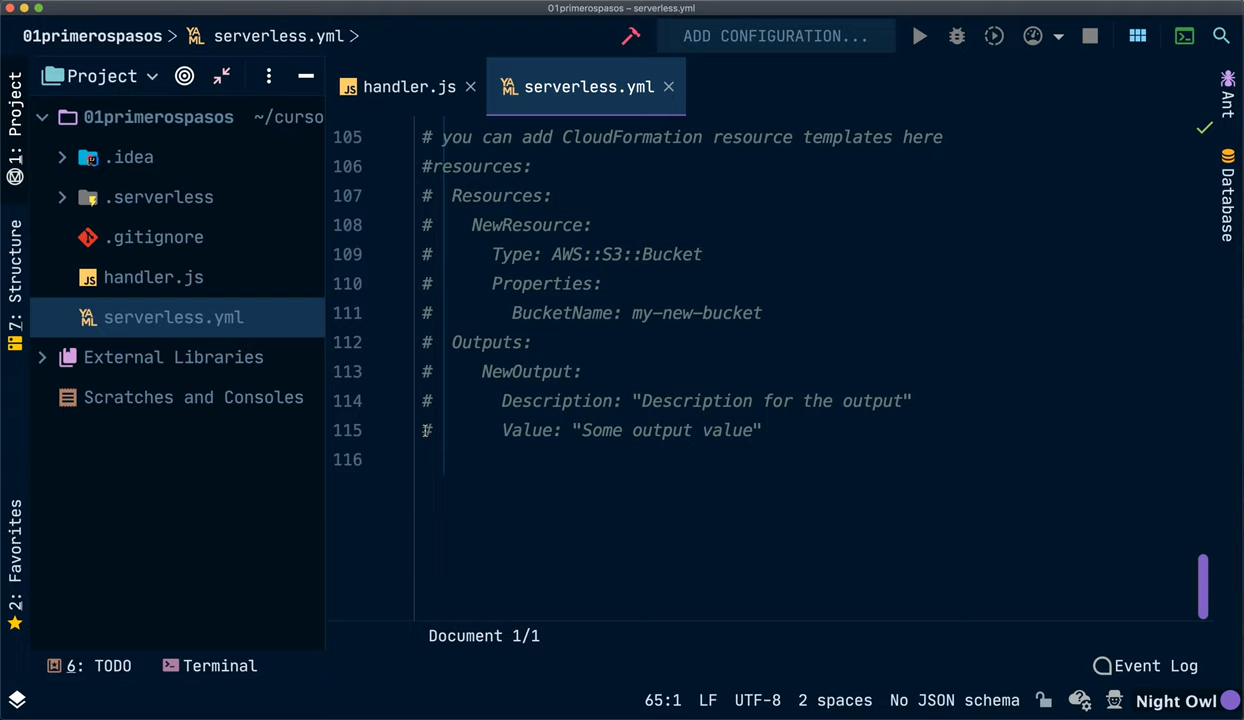 01primerospasos – serverless.yml
01primerospasos > serverless.yml >
ADD CONFIGURATION...
1: Project
7: Structure
2: Favorites
Project
01primerospasos ~/curso
.idea
.serverless
.gitignore
handler.js
serverless.yml
External Libraries
Scratches and Consoles
handler.js
serverless.yml
105 # you can add CloudFormation resource templates here
106 #resources:
107 # Resources:
108 # NewResource:
109 # Type: AWS::S3::Bucket
110 # Properties:
111 # BucketName: my-new-bucket
112 # Outputs:
113 # NewOutput:
114 # Description: "Description for the output"
115 # Value: "Some output value"
116
Document 1/1
Ant
Database
6: TODO
Terminal
Event Log
65:1 LF UTF-8 2 spaces No JSON schema Night Owl